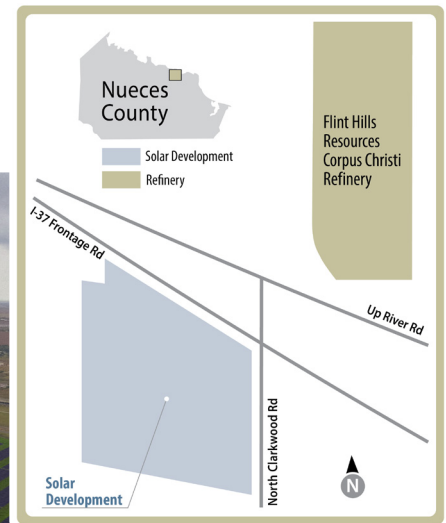 Nueces
County
Solar Development
Refinery
Flint Hills
Resources
Corpus Christi
Refinery
I-37 Frontage Rd
Up River Rd
North Clarkwood Rd
Solar
Development
N